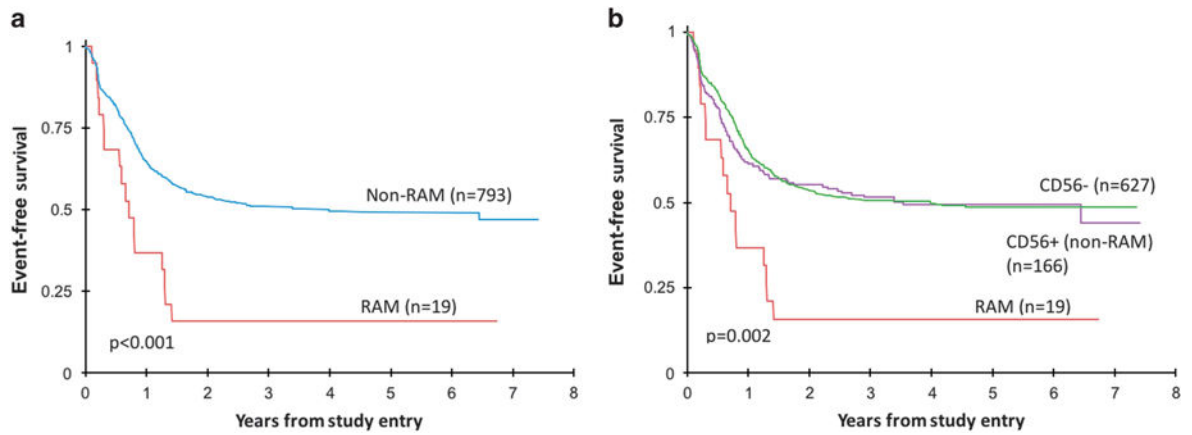 a
Event-free survival
1
0.75
0.5
0.25
0
Non-RAM (n=793)
RAM (n=19)
p<0.001
0 1 2 3 4 5 6 7 8
Years from study entry
b
Event-free survival
1
0.75
0.5
0.25
0
CD56- (n=627)
CD56+ (non-RAM)
(n=166)
RAM (n=19)
p=0.002
0 1 2 3 4 5 6 7 8
Years from study entry